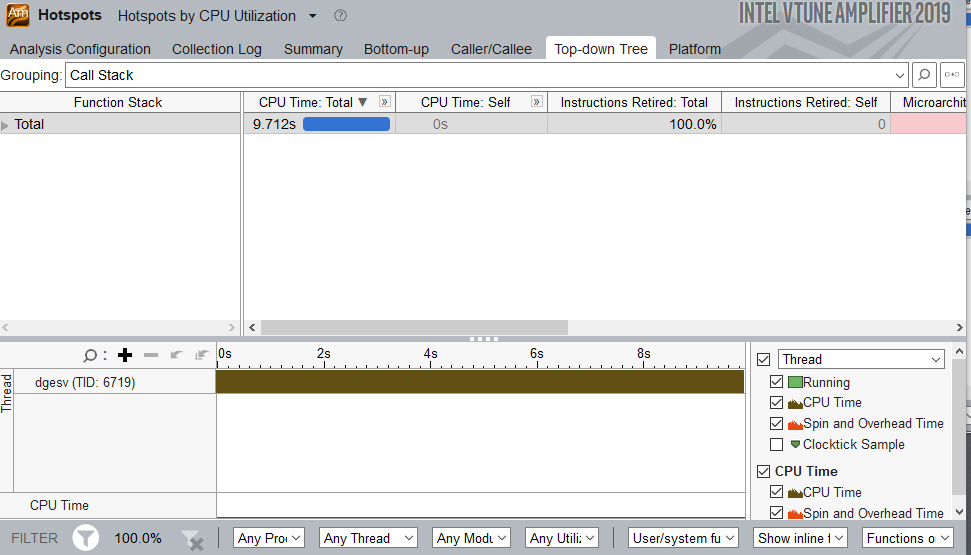 Am Hotspots Hotspots by CPU Utilization INTEL VTUNE AMPLIFIER 2019
Analysis Configuration Collection Log Summary Bottom-up Caller/Callee Top-down Tree Platform
Grouping: Call Stack
Function Stack CPU Time: Total CPU Time: Self Instructions Retired: Total Instructions Retired: Self Microarchit
Total 9.712s 0s 100.0% 0
0s 2s 4s 6s 8s
Thread
dgesv (TID: 6719)
CPU Time
Thread
Running
CPU Time
Spin and Overhead Time
Clocktick Sample
CPU Time
CPU Time
Spin and Overhead Time
FILTER 100.0% Any Proc Any Thread Any Modu Any Utiliz User/system fu Show inline f Functions o